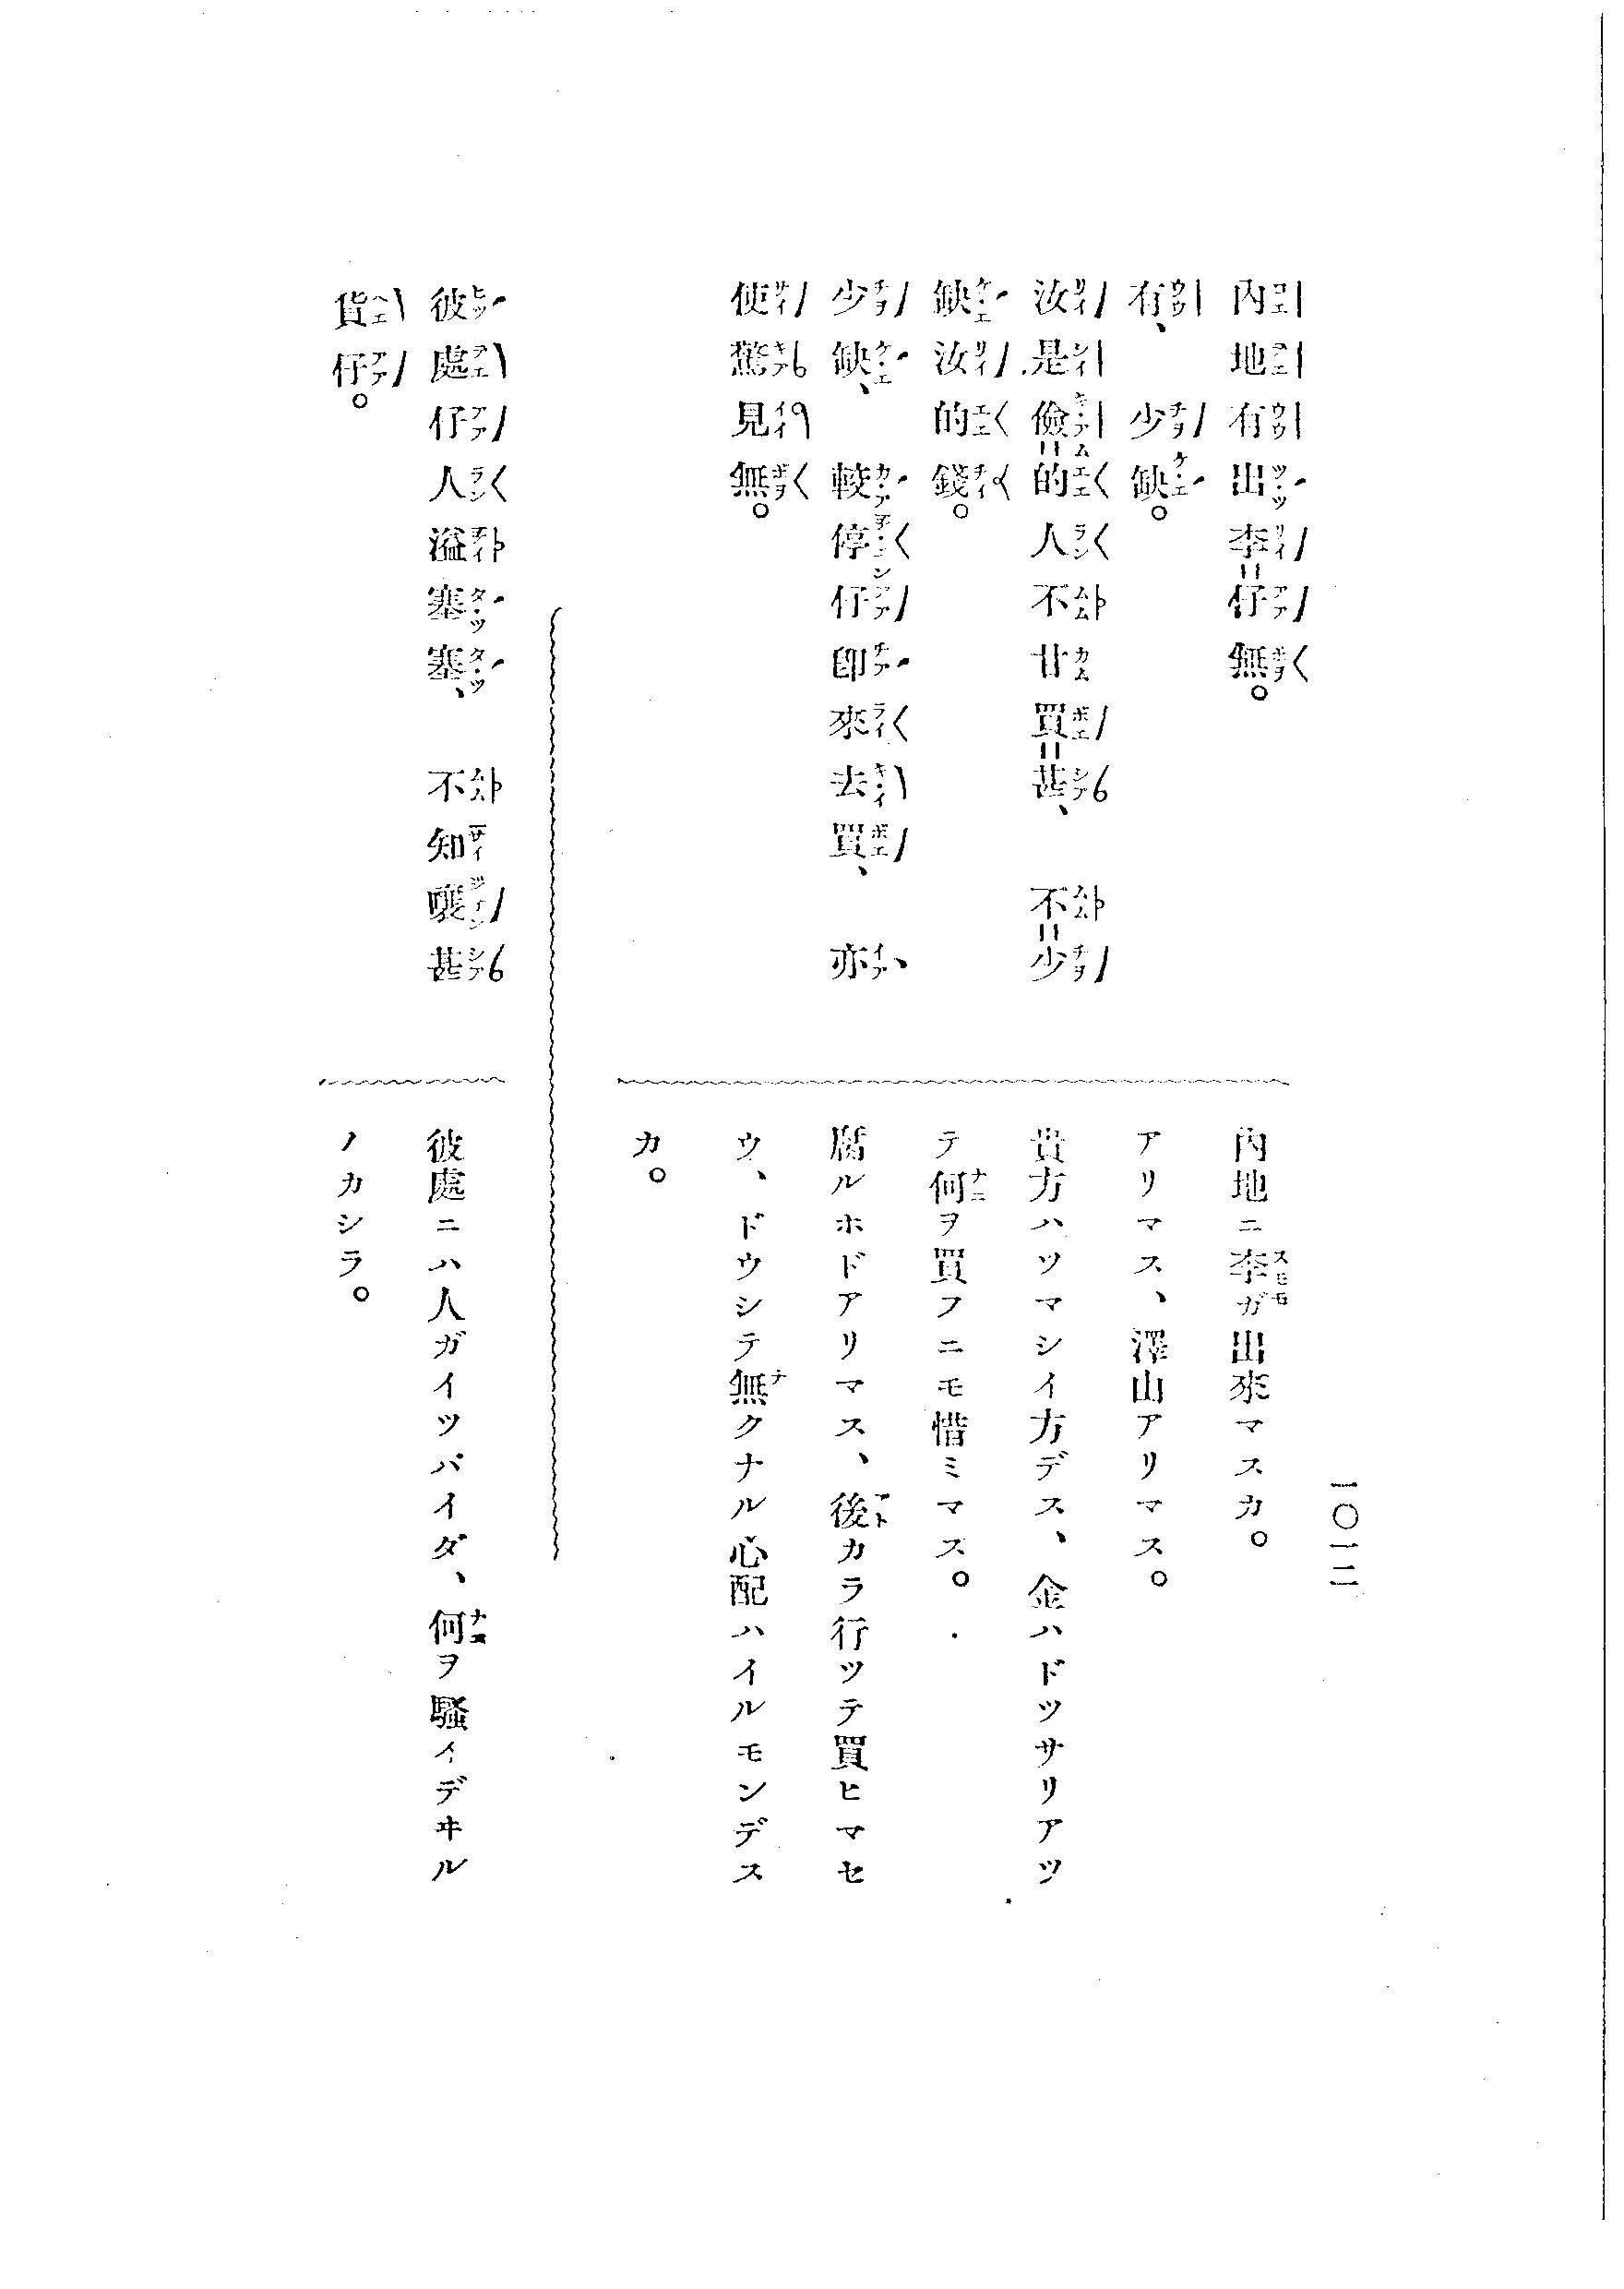 一〇一二
內地有出李仔無。
有、少缺。
汝是儉的人不甘買甚、不少
缺汝的錢。
少缺、較停仔卽來去買、亦
使驚見無。
內地ニ李ガ出來マスカ。
アリマス、澤山アリマス。
貴方ハツマシイ方デス、金ハドツサリアツ
テ何ヲ買フニモ惜ミマス。
腐ルホドアリマス、後カラ行ツテ買ヒマセ
ウ、ドウシテ無クナル心配ハイルモンデス
カ。
彼處仔人溢塞塞、不知甚
貨仔。
彼處ニハ人ガイツパイダ、何ヲ騷イデヰル
ノカシラ。